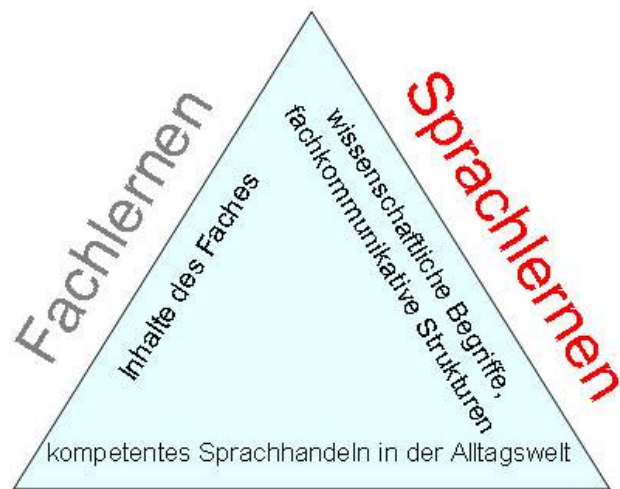 Fachlernen
Inhalte des Faches
wissenschaftliche Begriffe,
fachkommunikative Strukturen
Sprachlernen
kompetentes Sprachhandeln in der Alltagswelt